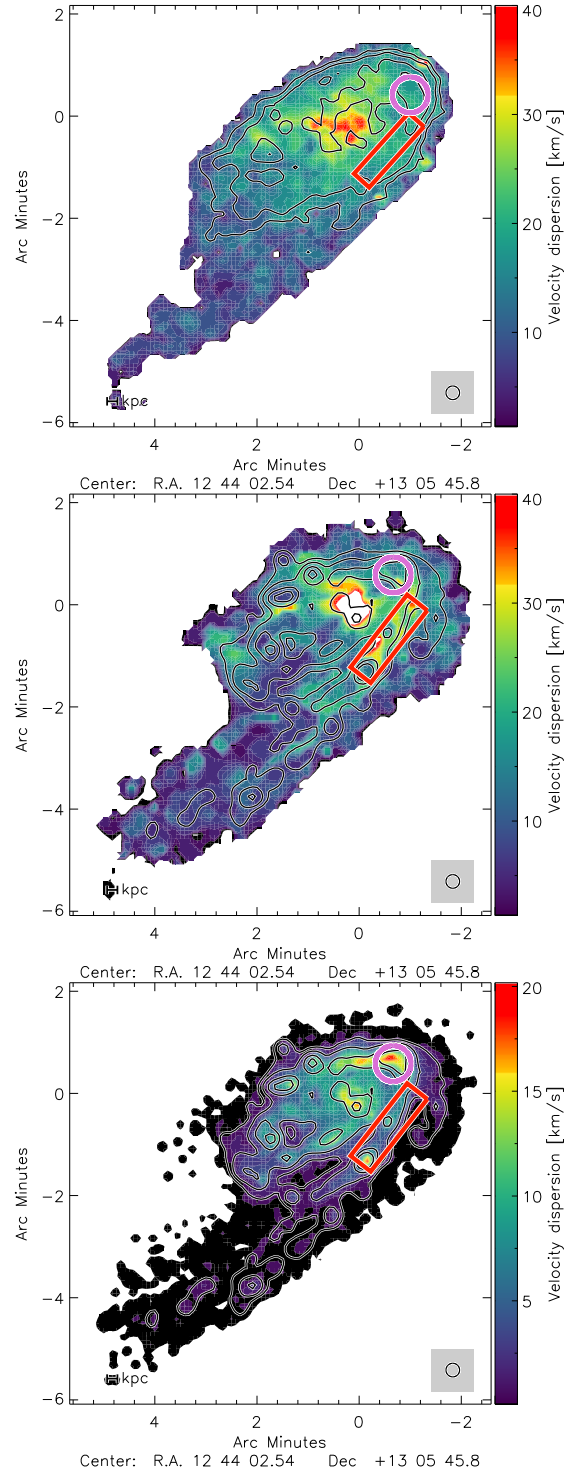 2
0
−2
−4
−6
Arc Minutes
kpc
4 2 0 −2
Arc Minutes
Center: R.A. 12 44 02.54 Dec +13 05 45.8
40
30
20
10
Velocity dispersion [km/s]
2
0
−2
−4
−6
Arc Minutes
kpc
4 2 0 −2
Arc Minutes
Center: R.A. 12 44 02.54 Dec +13 05 45.8
40
30
20
10
Velocity dispersion [km/s]
2
0
−2
−4
−6
Arc Minutes
kpc
4 2 0 −2
Arc Minutes
Center: R.A. 12 44 02.54 Dec +13 05 45.8
20
15
10
5
Velocity dispersion [km/s]